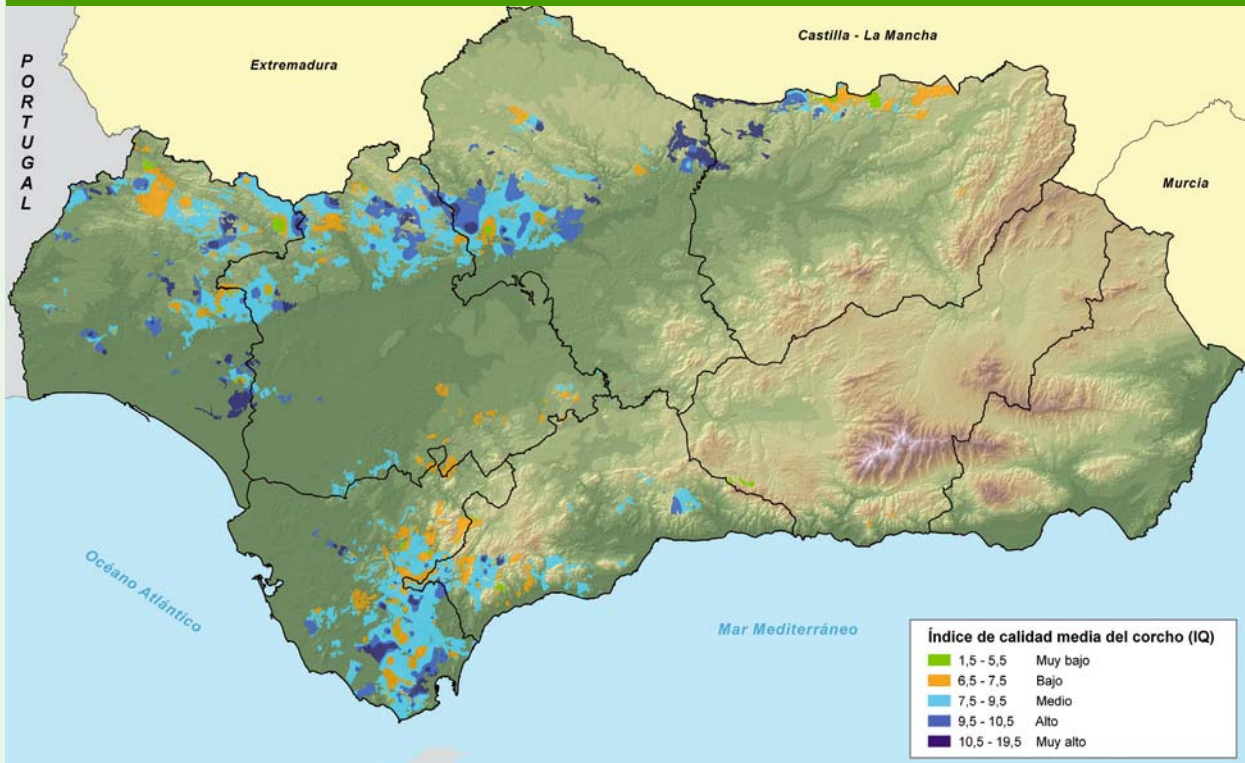 Castilla - La Mancha
Extremadura
PORTUGAL
Murcia
Océano Atlántico
Mar Mediterráneo
Índice de calidad media del corcho (IQ)
1,5 - 5,5 Muy bajo
6,5 - 7,5 Bajo
7,5 - 9,5 Medio
9,5 - 10,5 Alto
10,5 - 19,5 Muy alto